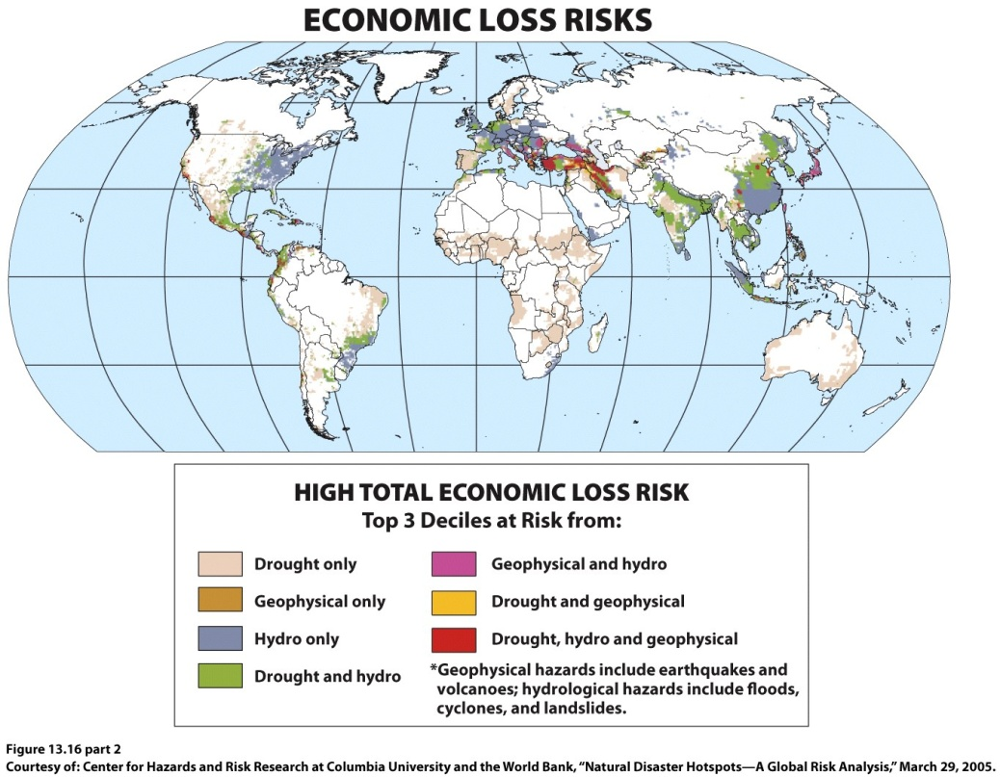 ECONOMIC LOSS RISKS
HIGH TOTAL ECONOMIC LOSS RISK
Top 3 Deciles at Risk from:
Drought only
Geophysical only
Hydro only
Drought and hydro
Geophysical and hydro
Drought and geophysical
Drought, hydro and geophysical
*Geophysical hazards include earthquakes and
volcanoes; hydrological hazards include floods,
cyclones, and landslides.
Figure 13.16 part 2
Courtesy of: Center for Hazards and Risk Research at Columbia University and the World Bank, “Natural Disaster Hotspots—A Global Risk Analysis,” March 29, 2005.